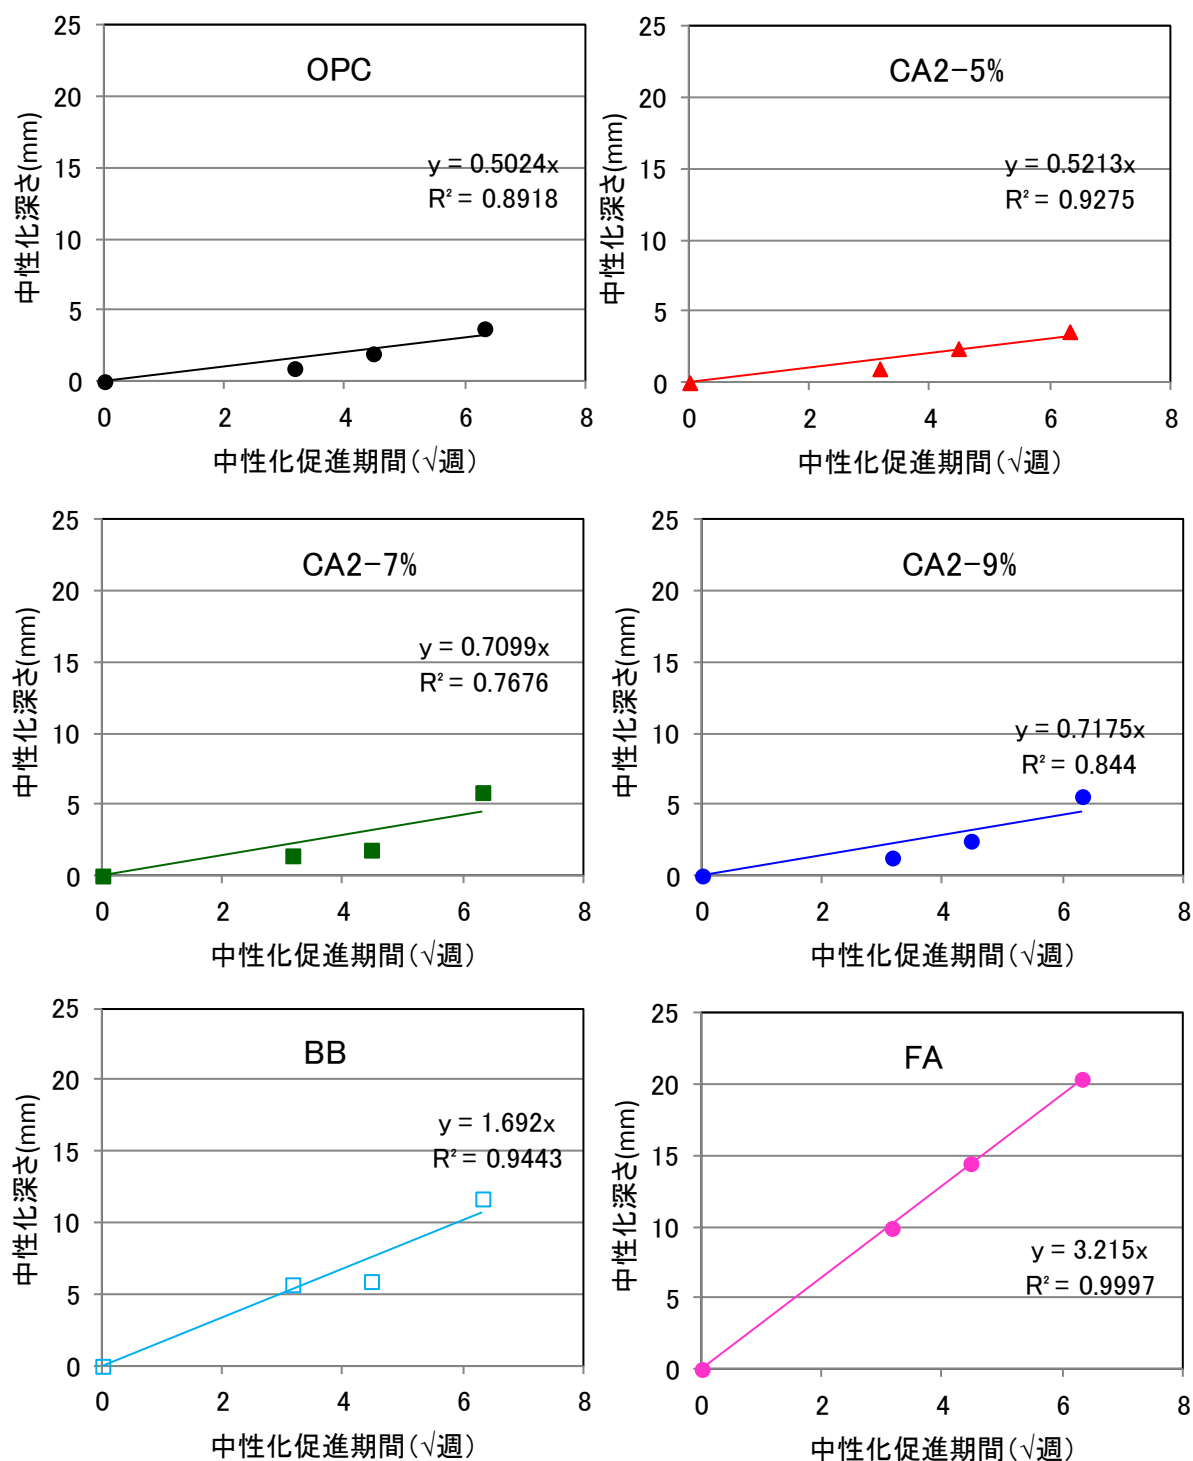 OPC
y = 0.5024x
R² = 0.8918
25
20
15
10
5
0
0 2 4 6 8
中性化深さ(mm)
中性化促進期間(√週)
CA2-5%
y = 0.5213x
R² = 0.9275
25
20
15
10
5
0
0 2 4 6 8
中性化深さ(mm)
中性化促進期間(√週)
CA2-7%
y = 0.7099x
R² = 0.7676
25
20
15
10
5
0
0 2 4 6 8
中性化深さ(mm)
中性化促進期間(√週)
CA2-9%
y = 0.7175x
R² = 0.844
25
20
15
10
5
0
0 2 4 6 8
中性化深さ(mm)
中性化促進期間(√週)
BB
y = 1.692x
R² = 0.9443
25
20
15
10
5
0
0 2 4 6 8
中性化深さ(mm)
中性化促進期間(√週)
FA
y = 3.215x
R² = 0.9997
25
20
15
10
5
0
0 2 4 6 8
中性化深さ(mm)
中性化促進期間(√週)